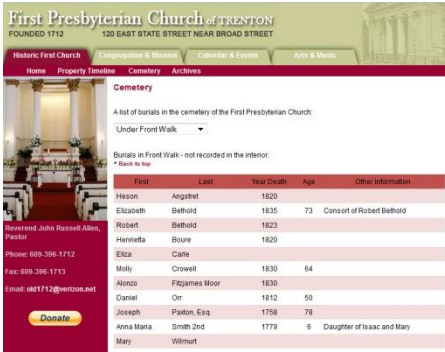 First Presbyterian Church of TRENTON
FOUNDED 1712 120 EAST STATE STREET NEAR BROAD STREET
Historic First Church Congregation & Mission Calendar & Events Arts & Music
Home Property Timeline Cemetery Archives
Cemetery
A list of burials in the cemetery of the First Presbyterian Church:
Under Front Walk
Burials in Front Walk - not recorded in the interior:
^ Back to top
First Last Year Death Age Other Information
Heson Angstret 1820
Elizabeth Bethold 1835 73 Consort of Robert Bethold
Robert Bethold 1823
Henrietta Boure 1820
Eliza Carle
Molly Crowell 1830 64
Alonzo Fitzjames Moor 1830
Daniel Orr 1812 50
Joseph Paxton, Esq. 1758 78
Anna Maria Smith 2nd 1779 6 Daughter of Isaac and Mary
Mary Wilmurt
Reverend John Russell Allen,
Pastor
Phone: 609-396-1712
Fax: 609-396-1713
Email: old1712@verizon.net
Donate